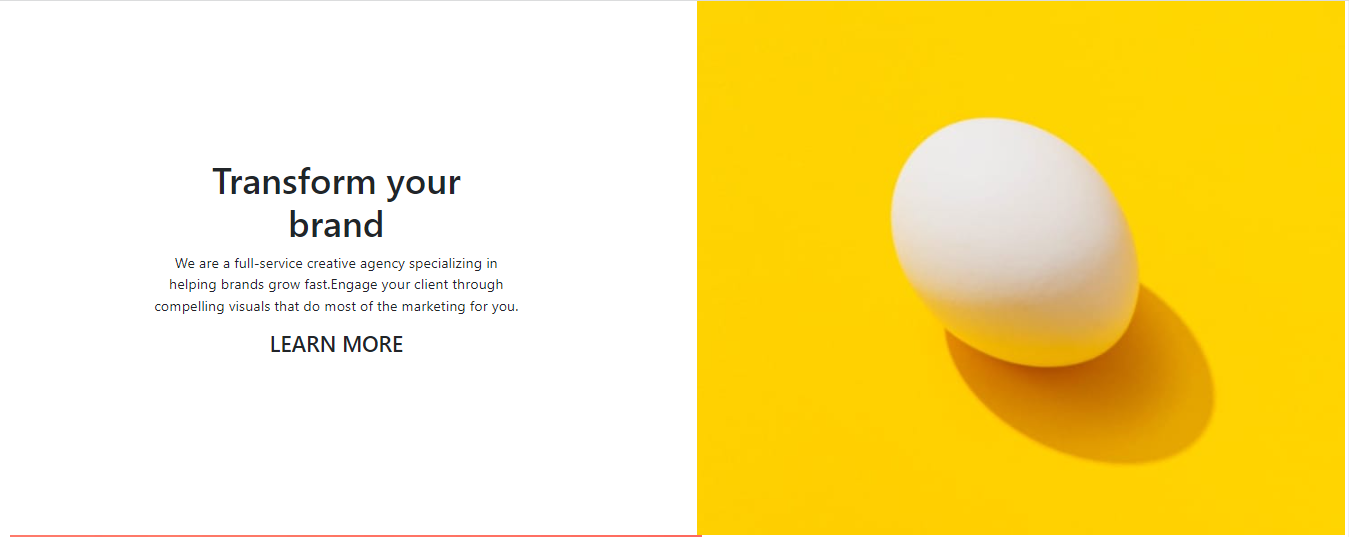 Transform your
brand
We are a full-service creative agency specializing in
helping brands grow fast.Engage your client through
compelling visuals that do most of the marketing for you.
LEARN MORE